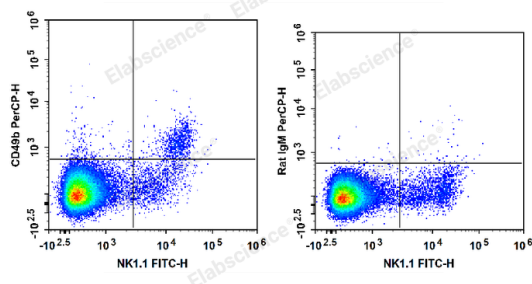 Elabscience®
10^6
10^5
10^4
10^3
-10^2.5
CD49b PerCP-H
-10^2.5 10^3 10^4 10^5 10^6
NK1.1 FITC-H
10^6
10^5
10^4
10^3
-10^2.5
Rat IgM PerCP-H
-10^2.5 10^3 10^4 10^5 10^6
NK1.1 FITC-H
Elabscience®
Elabscience®
Elabscience®
Elabscience®